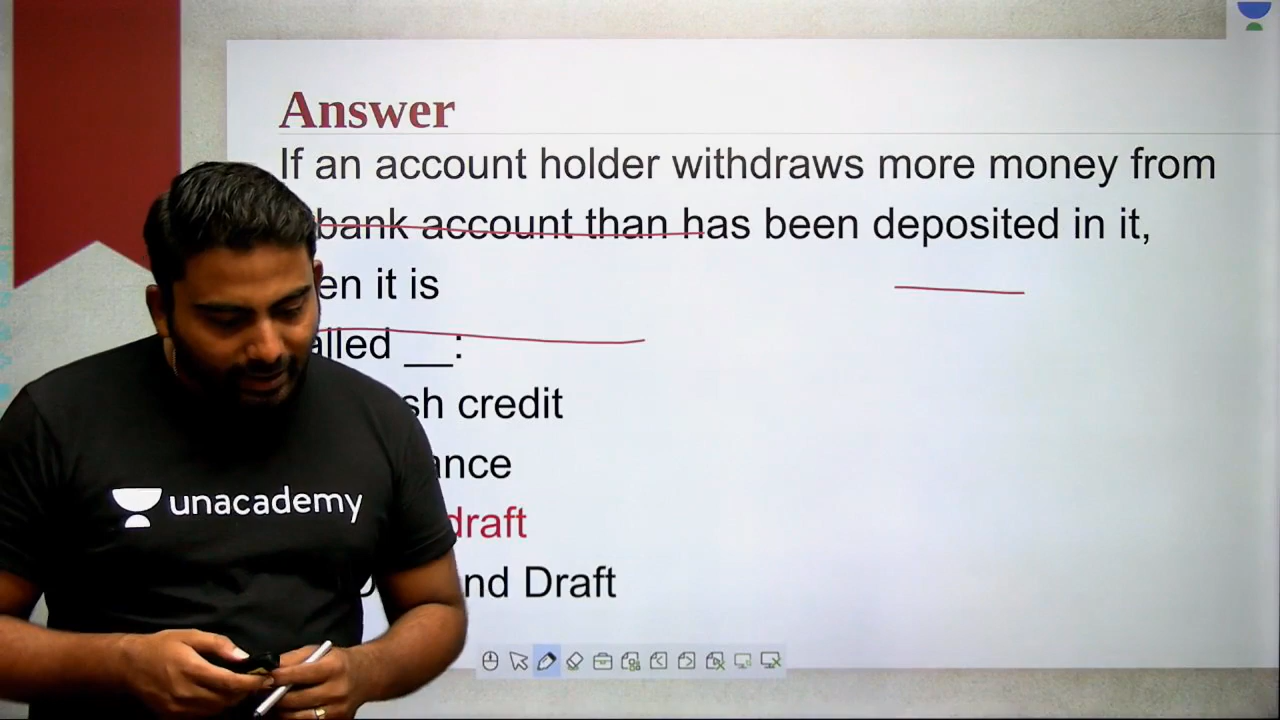 Answer
If an account holder withdraws more money from
bank account than has been deposited in it,
en it is
alled __:
sh credit
ance
draft
nd Draft
unacademy